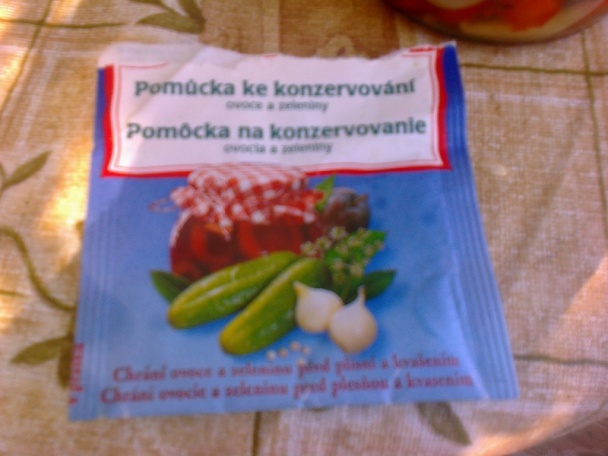 Pomůcka ke konzervování
ovoce a zeleniny
Pomôcka na konzervovanie
ovocia a zeleniny
Chrání ovoce a zeleninu před plísní a kvašením
Chráni ovocie a zeleninu pred plesňou a kvasením